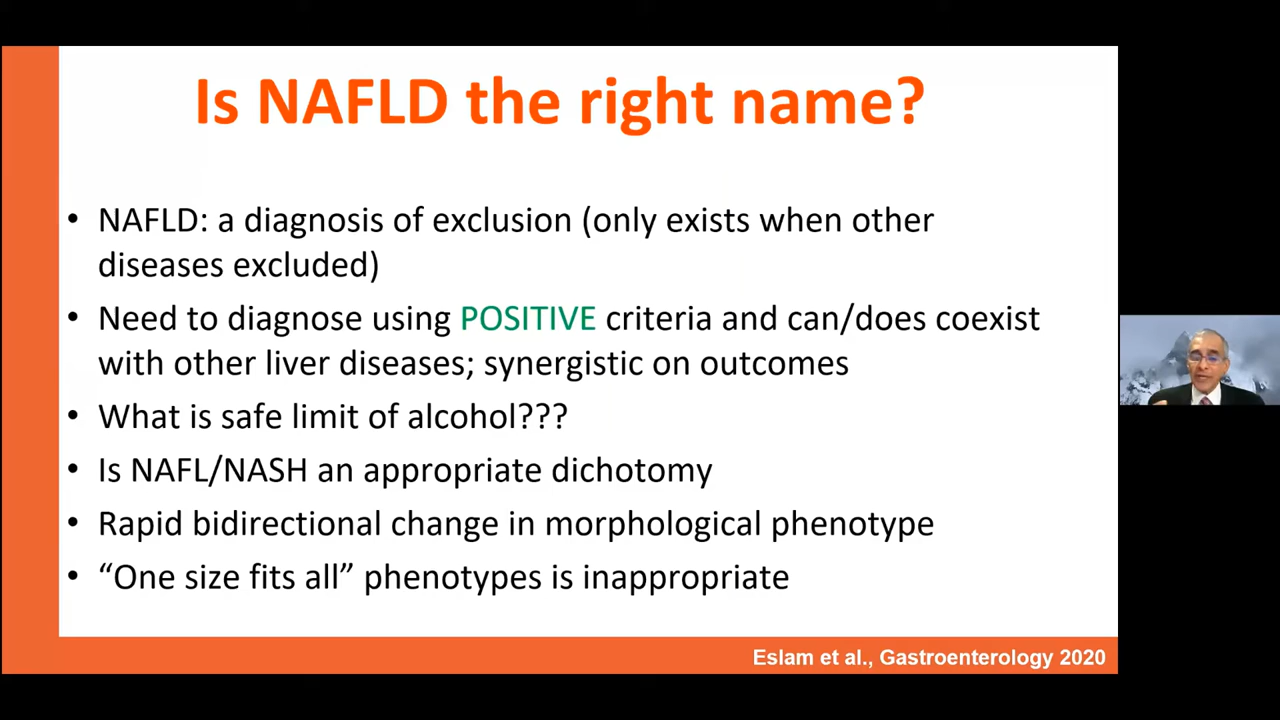 Is NAFLD the right name?
• NAFLD: a diagnosis of exclusion (only exists when other
diseases excluded)
• Need to diagnose using POSITIVE criteria and can/does coexist
with other liver diseases; synergistic on outcomes
• What is safe limit of alcohol???
• Is NAFL/NASH an appropriate dichotomy
• Rapid bidirectional change in morphological phenotype
• “One size fits all” phenotypes is inappropriate
Eslam et al., Gastroenterology 2020